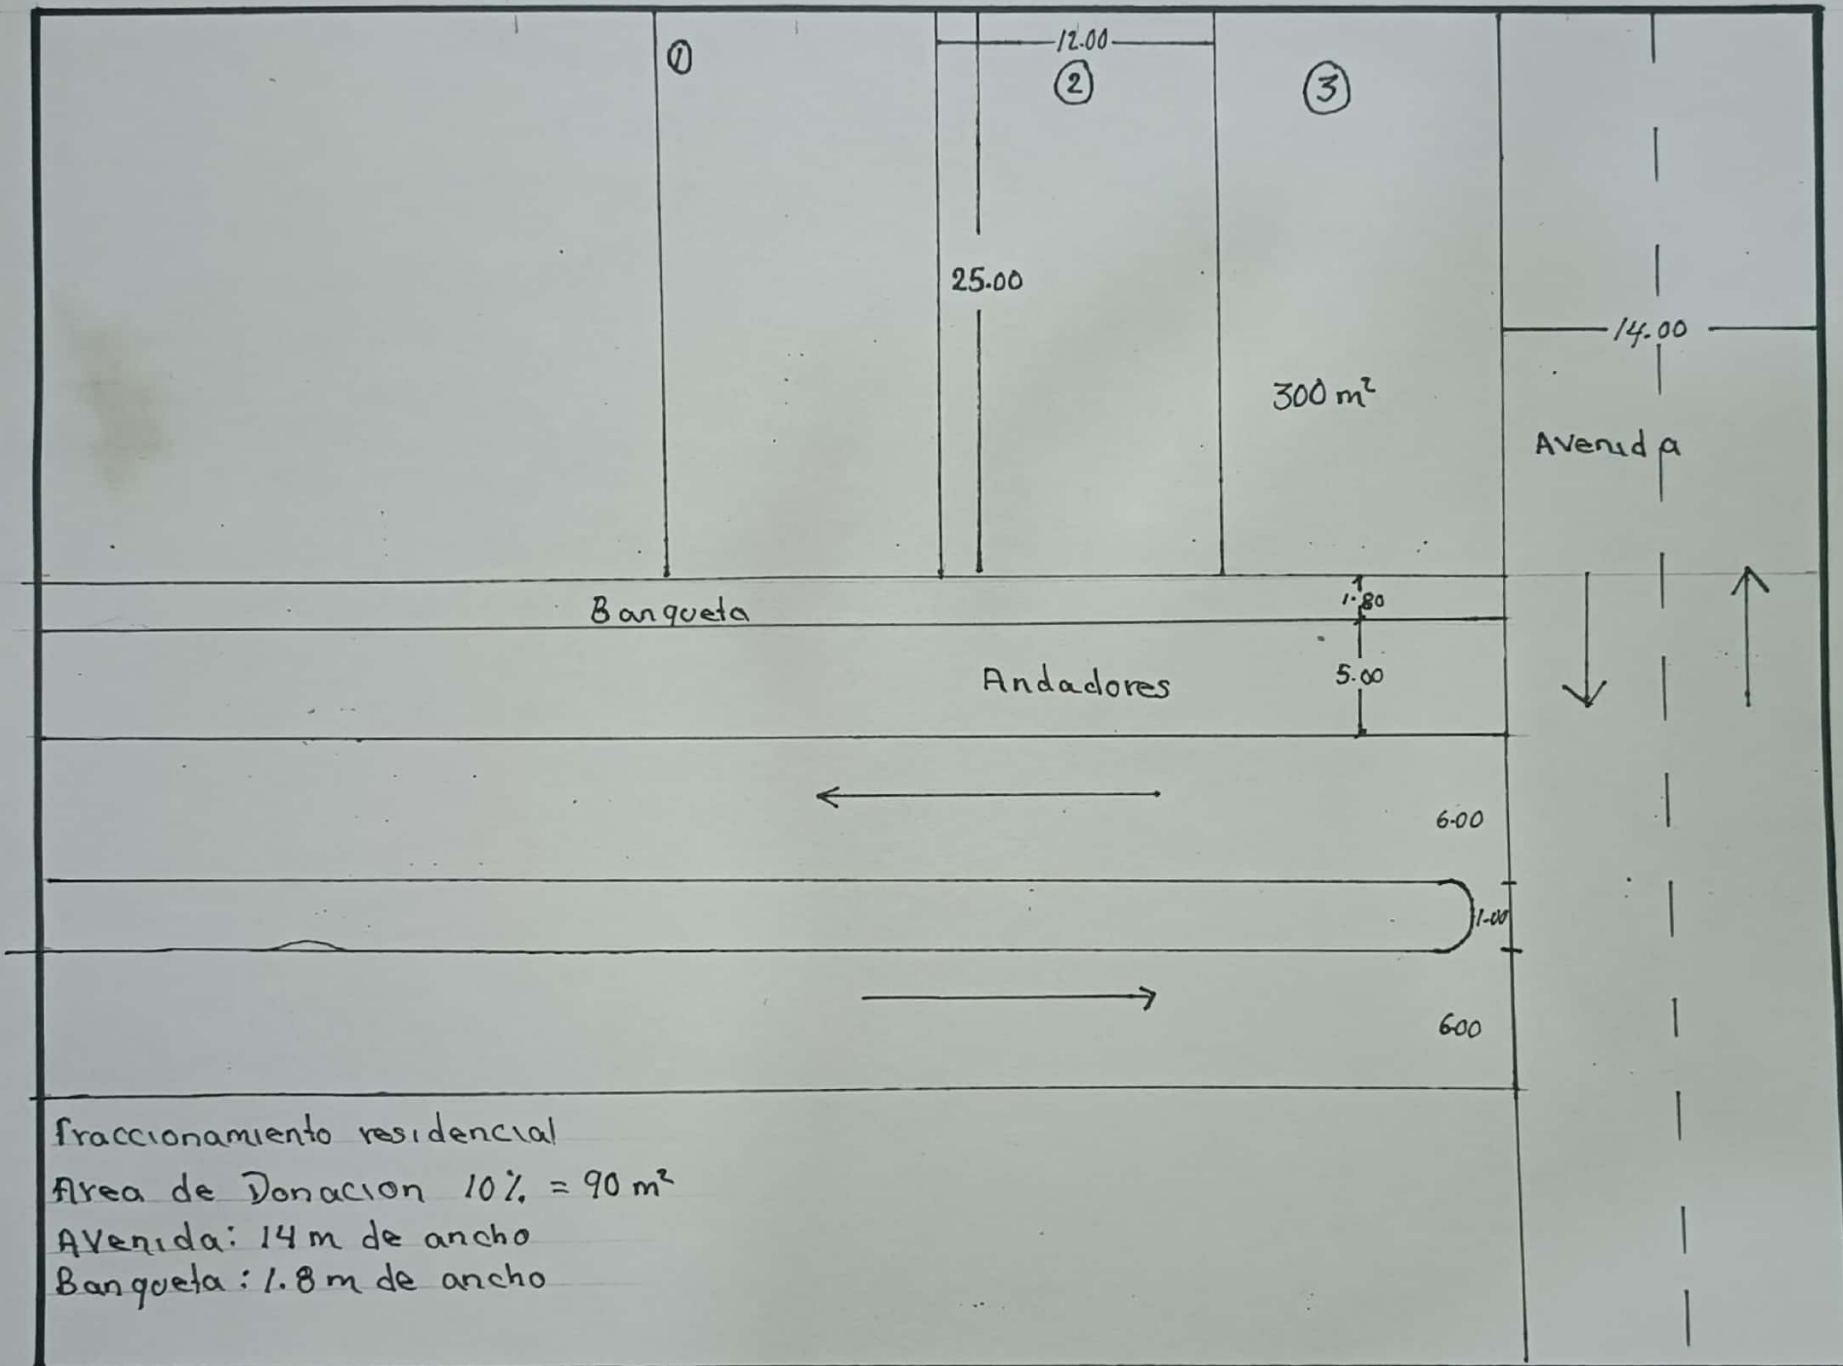 12.00
①
②
③
25.00
14.00
300 m²
Avenida
Banqueta
1.80
Andadores
5.00
6.00
1.00
600
fraccionamiento residencial
Area de Donacion 10% = 90 m²
Avenida: 14 m de ancho
Banqueta: 1.8 m de ancho